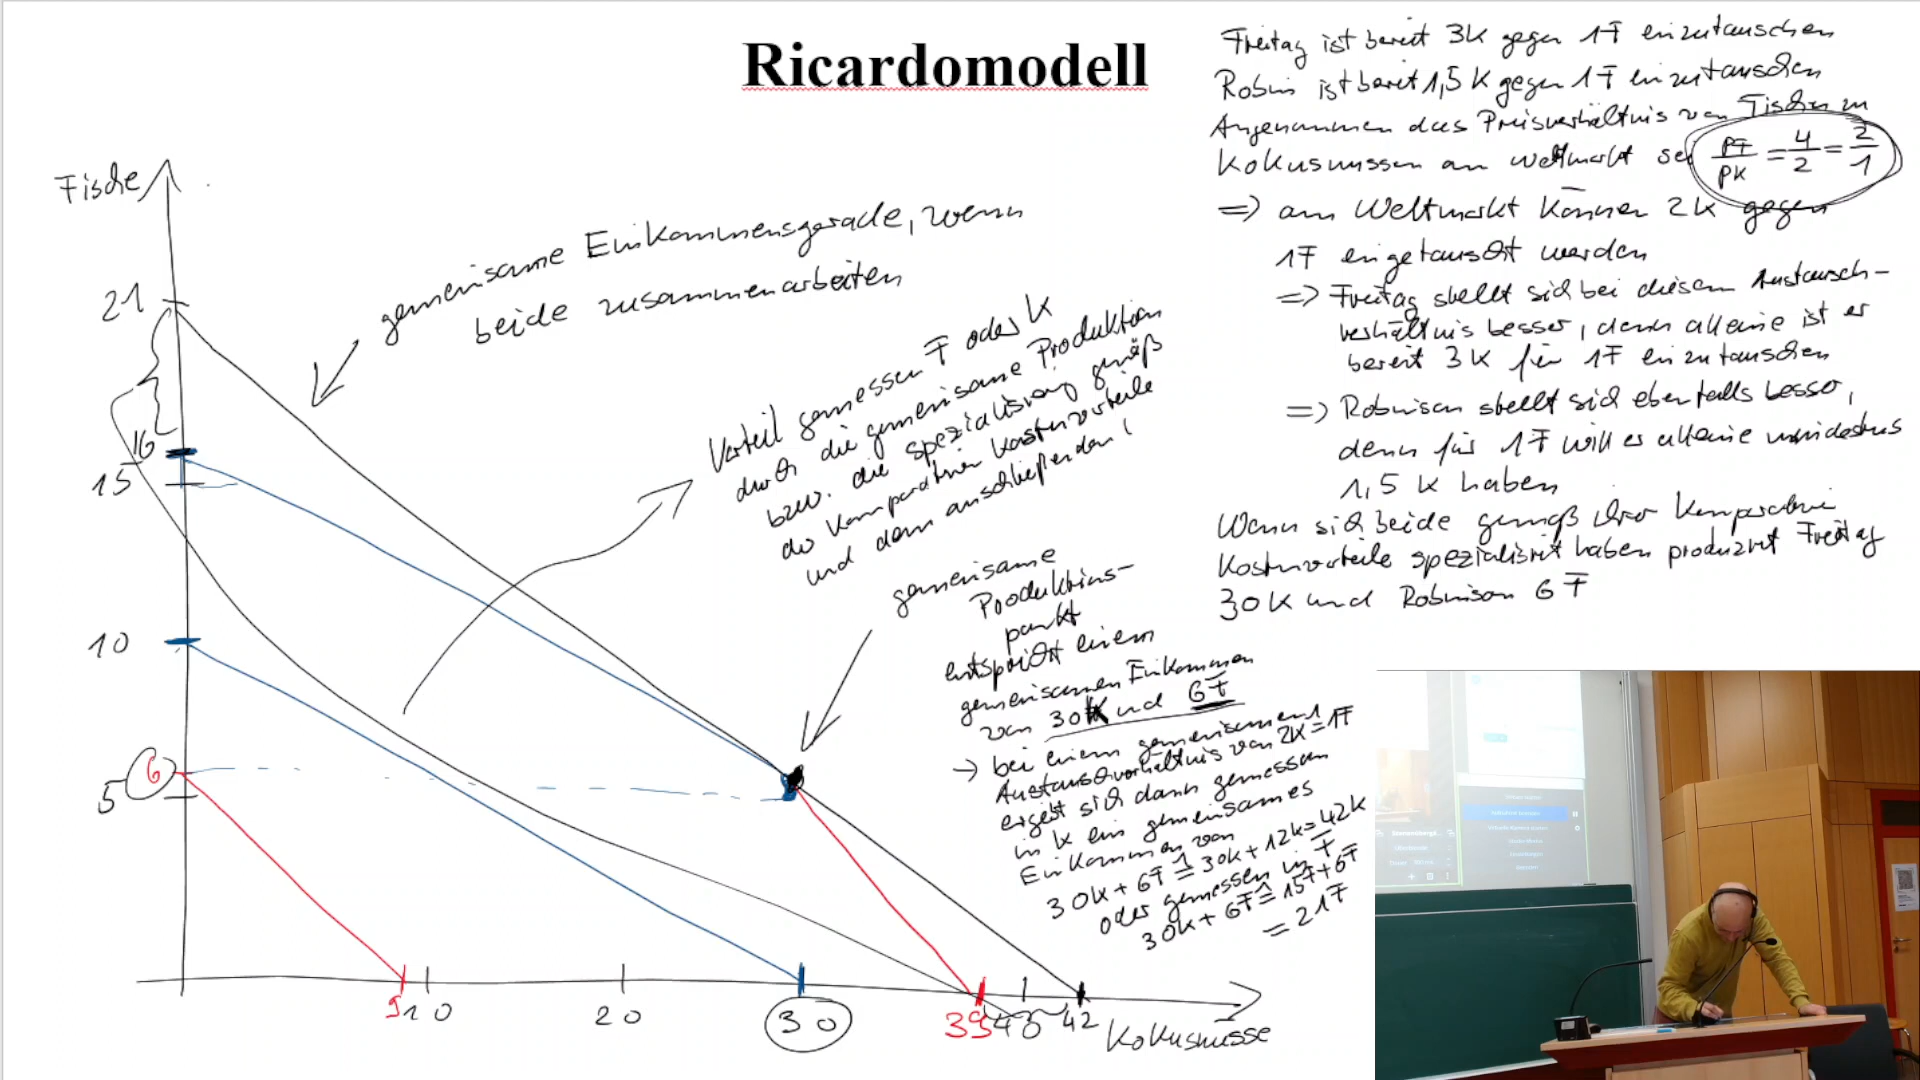 Ricardomodell
Freitag ist bereit 3K gegen 1F einzutauschen
Robin ist bereit 1,5 K gegen 1F einzutauschen
Angenommen das Preisverhältnis von Fischen zu
Kokusnussen am Weltmarkt sei PF/PK = 4/2 = 2/1
=> am Weltmarkt können 2K gegen
1F eingetauscht werden
=> Freitag stellt sich bei diesem Austausch-
verhältnis besser, denn alleine ist er
bereit 3K für 1F einzutauschen
=> Robinson stellt sich ebenfalls besser,
denn für 1F will er alleine mindestens
1,5 K haben
Wenn sich beide gemäß ihrer komparativen
Kostenvorteile spezialisiert haben produziert Freitag
30K und Robinson 6F
Fische
gemeinsame Einkommensgerade, wenn
beide zusammenarbeiten
21
16
15
10
6
5
Vorteil gemessen F oder K
durch die gemeinsame Produktion
bzw. die Spezialisierung gemäß
der komparativen Kostenvorteile
und dem anschließenden
gemeinsame
Produktions-
punkt
entspricht einem
gemeinsamen Einkommen
von 30K und 6F
-> bei einem gemeinsamen
Austauschverhältnis von 2K = 1F
ergibt sich dann gemessen
in K ein gemeinsames
Einkommen von
30K + 6F ≙ 30K + 12K = 42K
oder gemessen in F
30K + 6F ≙ 15F + 6F
= 21F
9 10 20 30 39 40 42
Kokusnusse